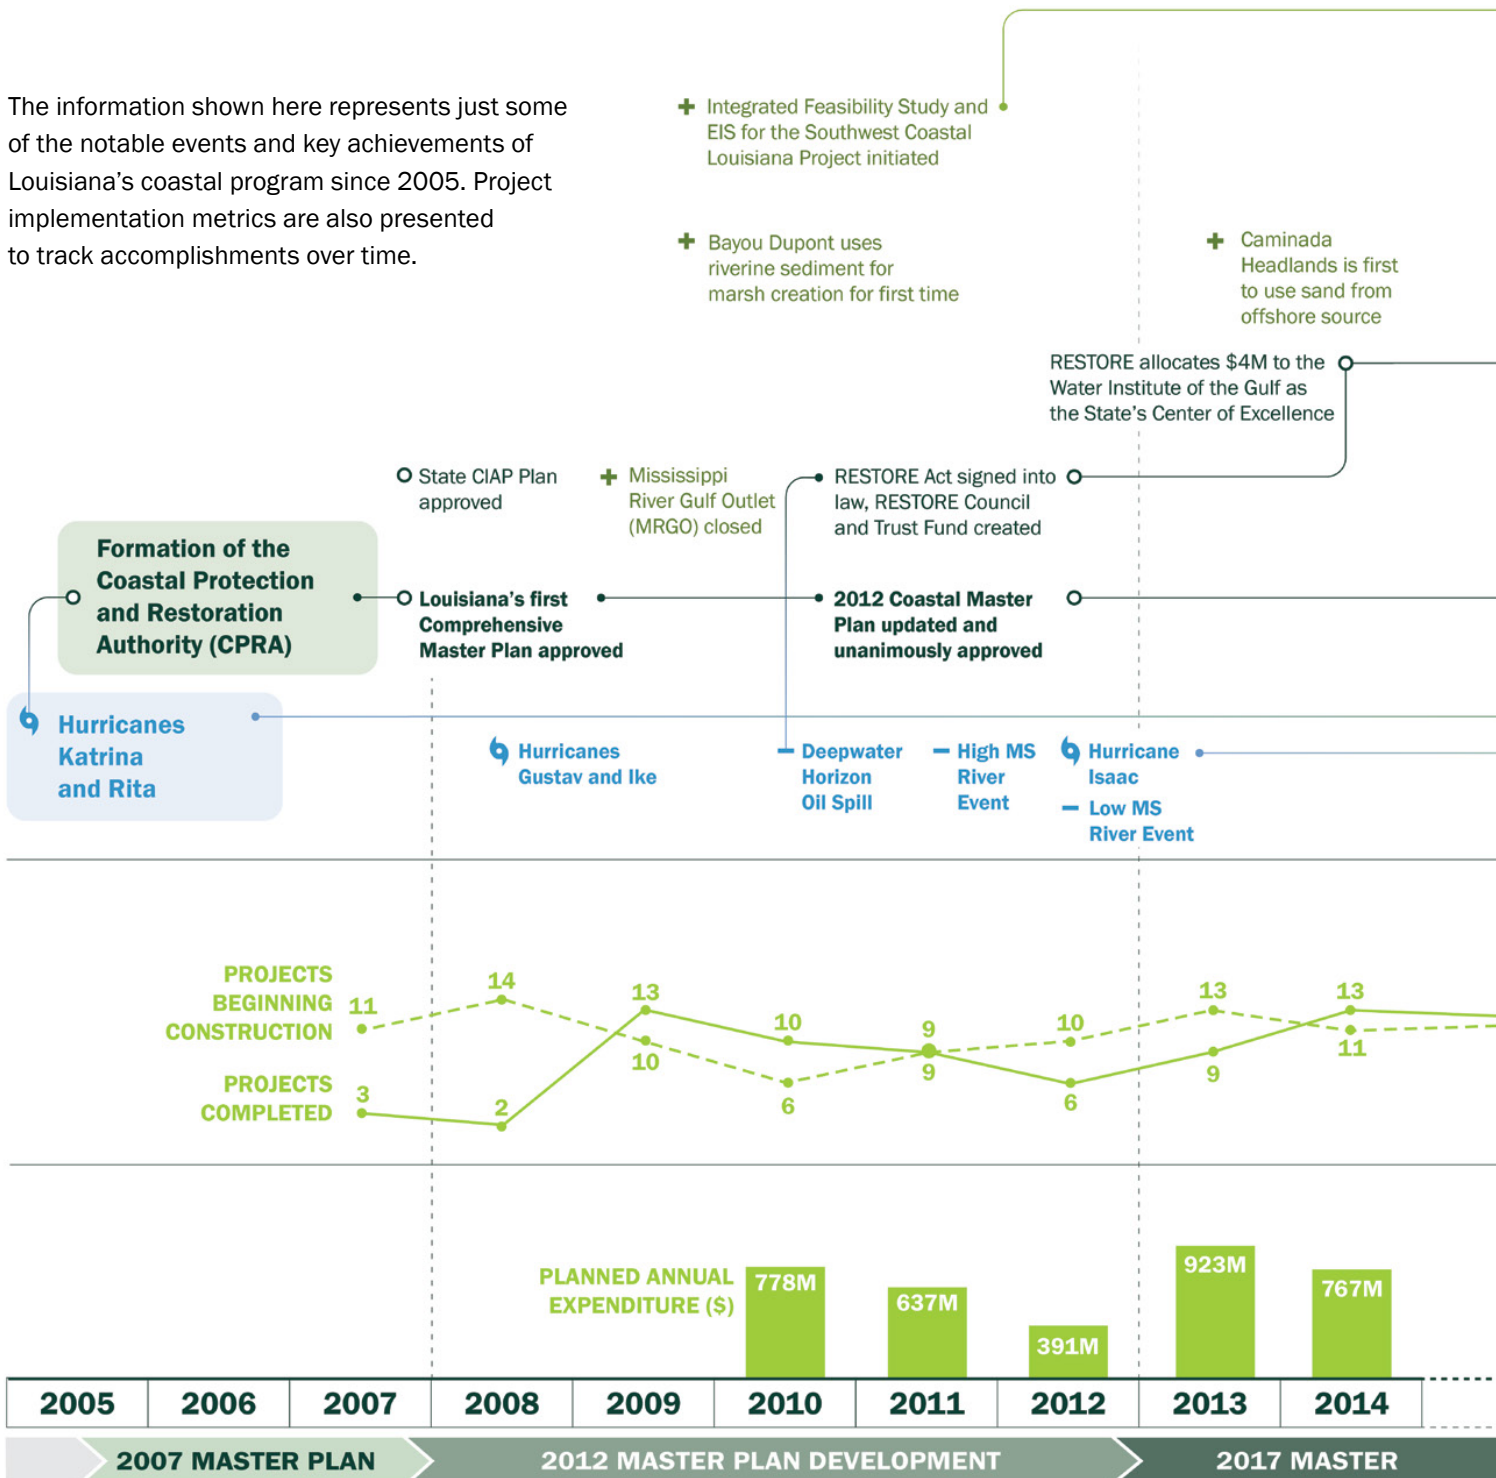 The information shown here represents just some
of the notable events and key achievements of
Louisiana's coastal program since 2005. Project
implementation metrics are also presented
to track accomplishments over time.
Integrated Feasibility Study and
EIS for the Southwest Coastal
Louisiana Project initiated
Bayou Dupont uses
riverine sediment for
marsh creation for first time
Caminada
Headlands is first
to use sand from
offshore source
RESTORE allocates $4M to the
Water Institute of the Gulf as
the State's Center of Excellence
State CIAP Plan
approved
Mississippi
River Gulf Outlet
(MRGO) closed
RESTORE Act signed into
law, RESTORE Council
and Trust Fund created
Formation of the
Coastal Protection
and Restoration
Authority (CPRA)
Louisiana's first
Comprehensive
Master Plan approved
2012 Coastal Master
Plan updated and
unanimously approved
Hurricanes
Katrina
and Rita
Hurricanes
Gustav and Ike
Deepwater
Horizon
Oil Spill
High MS
River
Event
Hurricane
Isaac
Low MS
River Event
PROJECTS
BEGINNING
CONSTRUCTION
11
14
10
6
9
10
13
11
PROJECTS
COMPLETED
3
2
13
10
9
6
9
13
PLANNED ANNUAL
EXPENDITURE ($)
778M
637M
391M
923M
767M
2005 2006 2007 2008 2009 2010 2011 2012 2013 2014
2007 MASTER PLAN
2012 MASTER PLAN DEVELOPMENT
2017 MASTER